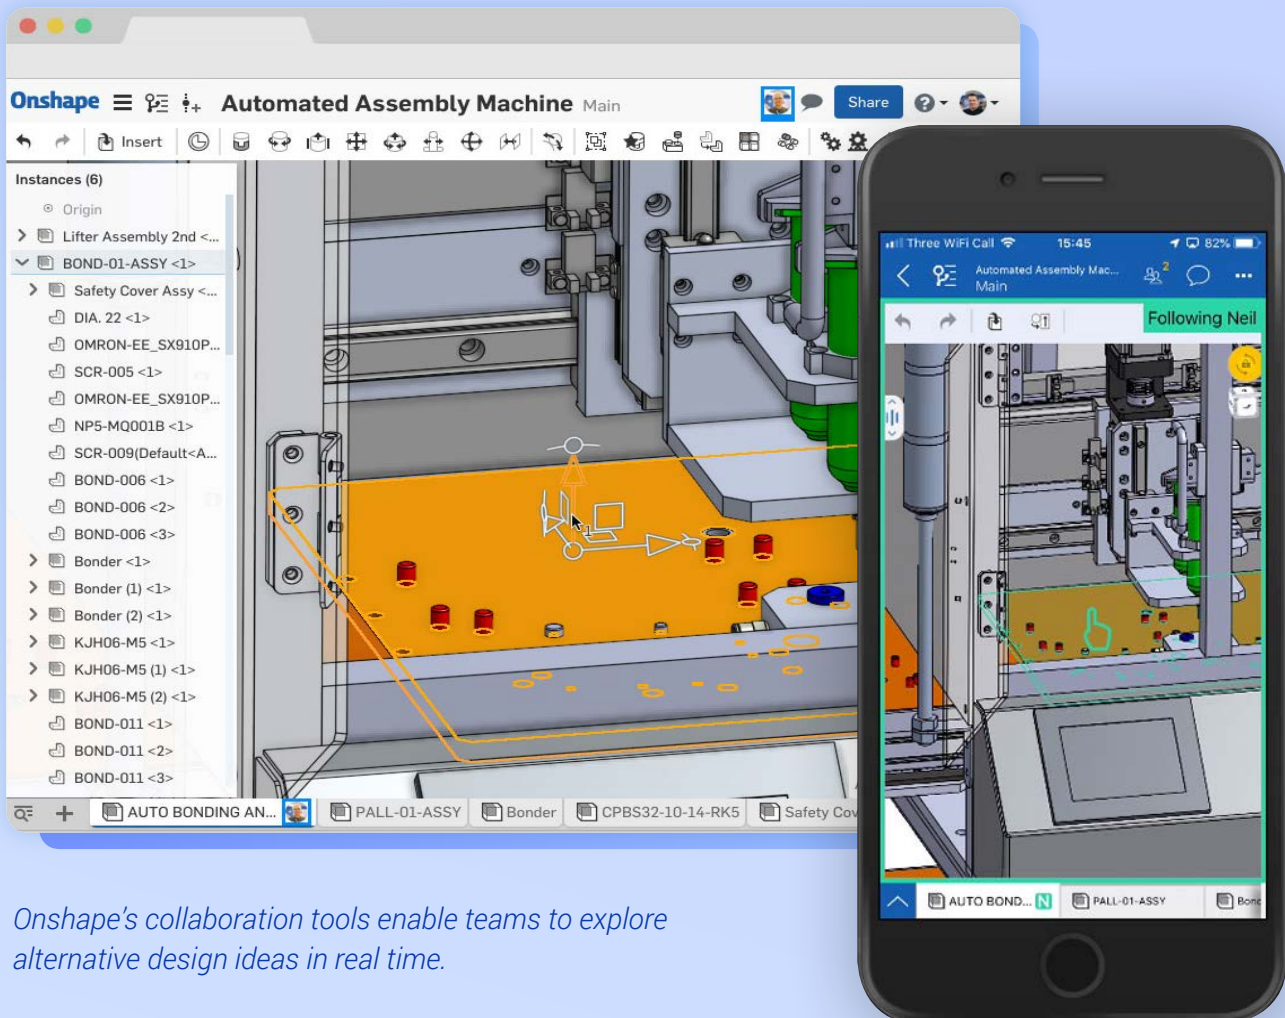 Onshape Automated Assembly Machine Main Share
Insert
Instances (6)
Origin
Lifter Assembly 2nd <...
BOND-01-ASSY <1>
Safety Cover Assy <...
DIA. 22 <1>
OMRON-EE_SX910P...
SCR-005 <1>
OMRON-EE_SX910P...
NP5-MQ001B <1>
SCR-009(Default<A...
BOND-006 <1>
BOND-006 <2>
BOND-006 <3>
Bonder <1>
Bonder (1) <1>
Bonder (2) <1>
KJH06-M5 <1>
KJH06-M5 (1) <1>
KJH06-M5 (2) <1>
BOND-011 <1>
BOND-011 <2>
BOND-011 <3>
AUTO BONDING AN... PALL-01-ASSY Bonder CPBS32-10-14-RK5 Safety Cov
Three WiFi Call 15:45 82%
Automated Assembly Mac...
Main
2
Following Neil
AUTO BOND... N PALL-01-ASSY Bond
Onshape’s collaboration tools enable teams to explore
alternative design ideas in real time.